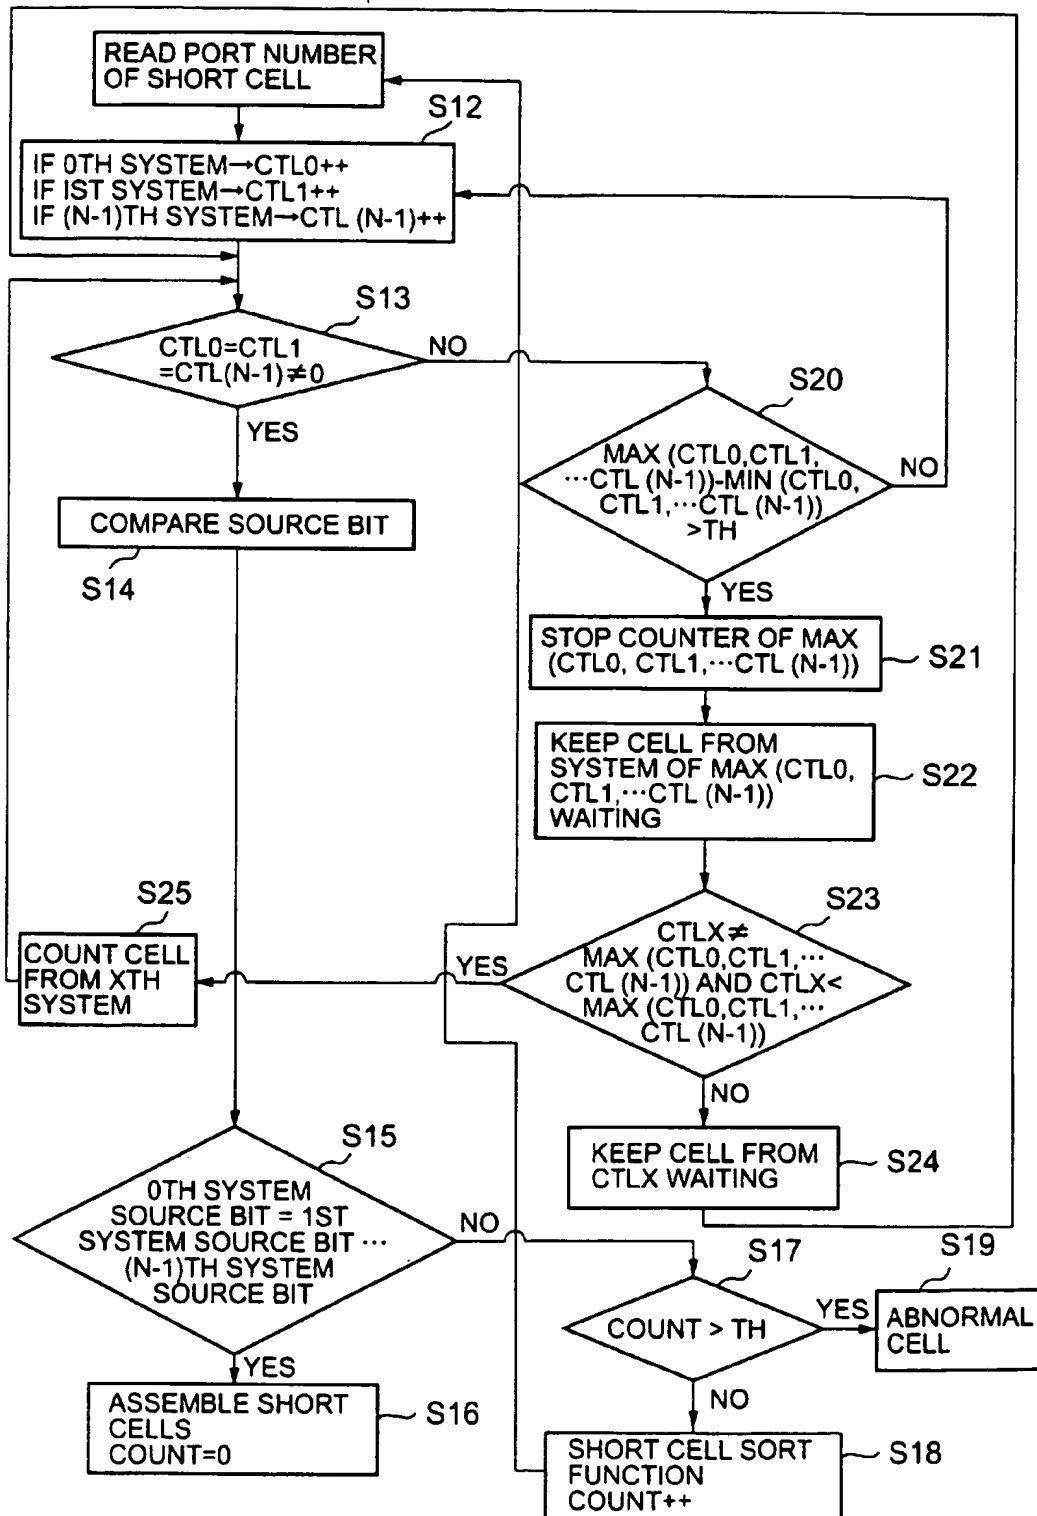 READ PORT NUMBER
OF SHORT CELL
S12
IF 0TH SYSTEM→CTL0++
IF IST SYSTEM→CTL1++
IF (N-1)TH SYSTEM→CTL (N-1)++
S13
CTL0=CTL1
=CTL(N-1)≠0
NO
YES
S20
MAX (CTL0,CTL1,
…CTL (N-1))-MIN (CTL0,
CTL1,…CTL (N-1))
>TH
NO
YES
COMPARE SOURCE BIT
S14
STOP COUNTER OF MAX
(CTL0, CTL1,…CTL (N-1))
S21
KEEP CELL FROM
SYSTEM OF MAX (CTL0,
CTL1,…CTL (N-1))
WAITING
S22
S23
CTLX≠
MAX (CTL0,CTL1,…
CTL (N-1)) AND CTLX<
MAX (CTL0,CTL1,…
CTL (N-1))
YES
NO
S25
COUNT CELL
FROM XTH
SYSTEM
KEEP CELL FROM
CTLX WAITING
S24
S15
0TH SYSTEM
SOURCE BIT = 1ST
SYSTEM SOURCE BIT …
(N-1)TH SYSTEM
SOURCE BIT
NO
YES
S17
COUNT > TH
YES
NO
S19
ABNORMAL
CELL
ASSEMBLE SHORT
CELLS
COUNT=0
S16
SHORT CELL SORT
FUNCTION
COUNT++
S18